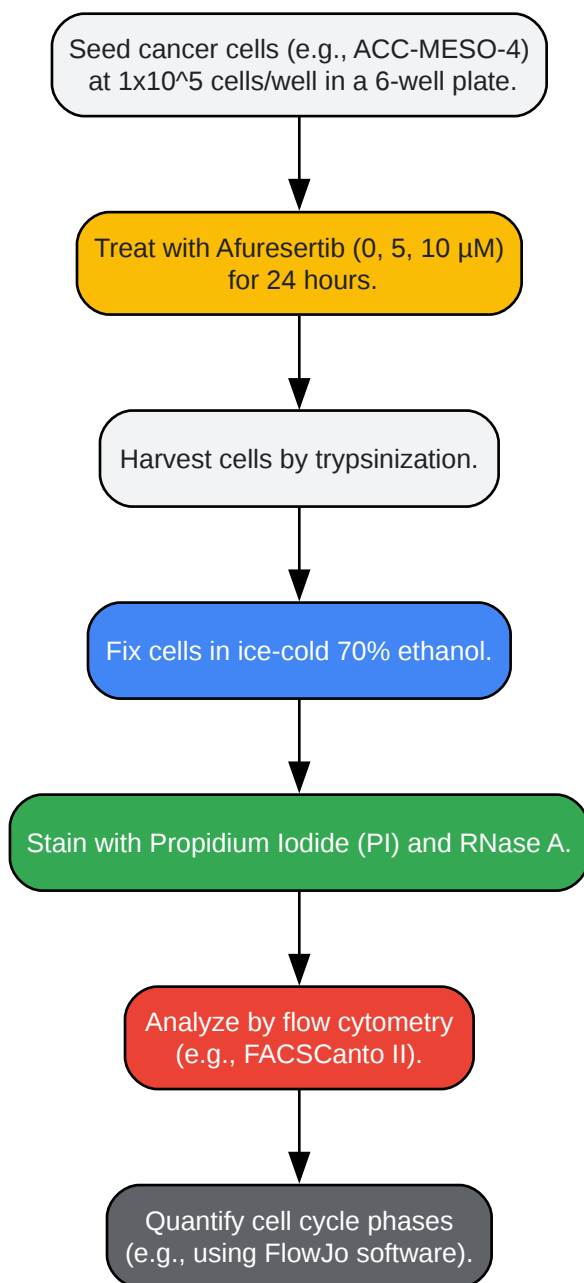 Seed cancer cells (e.g., ACC-MESO-4)
at 1x10^5 cells/well in a 6-well plate.
Treat with Afuresertib (0, 5, 10 µM)
for 24 hours.
Harvest cells by trypsinization.
Fix cells in ice-cold 70% ethanol.
Stain with Propidium Iodide (PI) and RNase A.
Analyze by flow cytometry
(e.g., FACSCanto II).
Quantify cell cycle phases
(e.g., using FlowJo software).